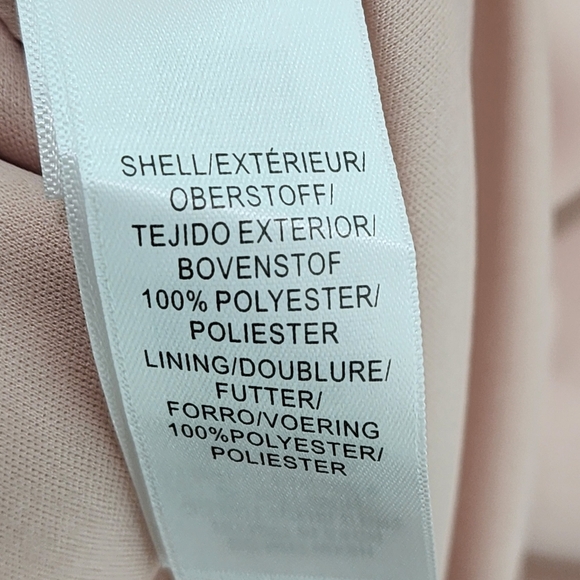 SHELL/EXTÉRIEUR/
OBERSTOFF/
TEJIDO EXTERIOR/
BOVENSTOF
100% POLYESTER/
POLIESTER
LINING/DOUBLURE/
FUTTER/
FORRO/VOERING
100%POLYESTER/
POLIESTER